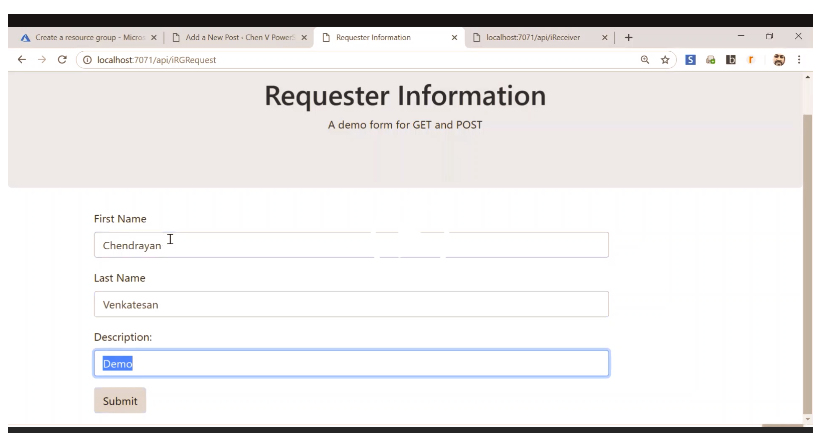 Create a resource group - Micros
Add a New Post - Chen V PowerS
Requester Information
localhost:7071/api/iReceiver
localhost:7071/api/iRGRequest
Requester Information
A demo form for GET and POST
First Name
Chendrayan
Last Name
Venkatesan
Description:
Demo
Submit